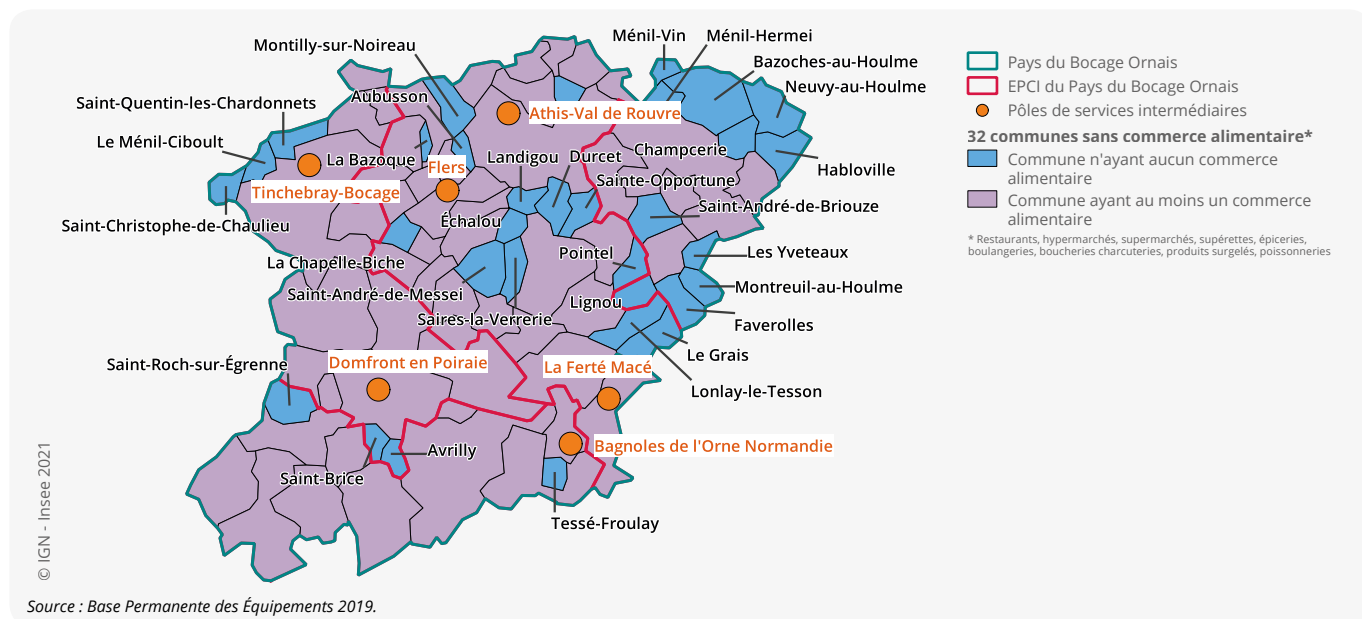 Montilly-sur-Noireau
Ménil-Vin
Ménil-Hermei
Bazoches-au-Houlme
Neuvy-au-Houlme
Saint-Quentin-les-Chardonnets
Aubusson
Athis-Val de Rouvre
Le Ménil-Ciboult
La Bazoque
Flers
Landigou
Durcet
Champcerie
Habloville
Tinchebray-Bocage
Sainte-Opportune
Saint-Christophe-de-Chaulieu
Échalou
Saint-André-de-Briouze
La Chapelle-Biche
Pointel
Les Yveteaux
Saint-André-de-Messei
Lignou
Montreuil-au-Houlme
Saires-la-Verrerie
Faverolles
Saint-Roch-sur-Égrenne
Domfront en Poiraie
La Ferté Macé
Le Grais
Lonlay-le-Tesson
Avrilly
Bagnoles de l'Orne Normandie
Saint-Brice
Tessé-Froulay
Pays du Bocage Ornais
EPCI du Pays du Bocage Ornais
Pôles de services intermédiaires
32 communes sans commerce alimentaire*
Commune n'ayant aucun commerce
alimentaire
Commune ayant au moins un commerce
alimentaire
* Restaurants, hypermarchés, supermarchés, supérettes, épiceries,
boulangeries, boucheries charcuteries, produits surgelés, poissonneries
© IGN - Insee 2021
Source : Base Permanente des Équipements 2019.